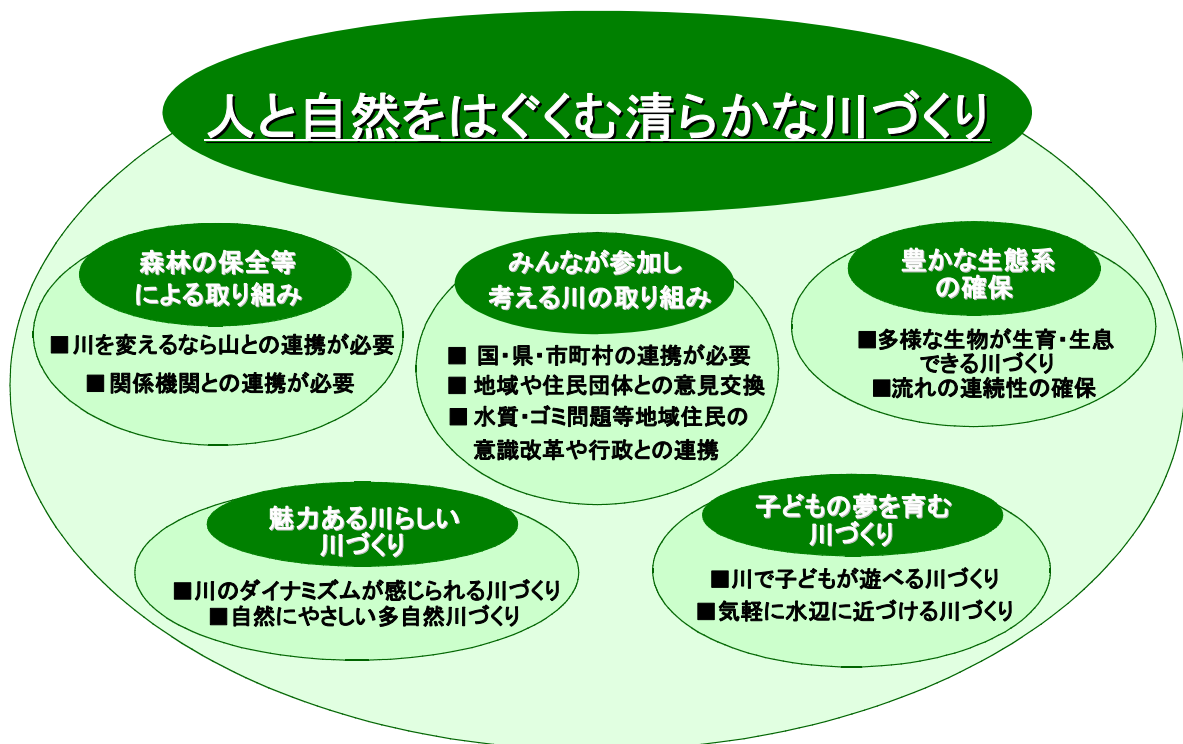 人と自然をはぐくむ清らかな川づくり
森林の保全等
による取り組み
■川を変えるなら山との連携が必要
■関係機関との連携が必要
みんなが参加し
考える川の取り組み
■ 国・県・市町村の連携が必要
■ 地域や住民団体との意見交換
■ 水質・ゴミ問題等地域住民の
意識改革や行政との連携
豊かな生態系
の確保
■多様な生物が生育・生息
できる川づくり
■流れの連続性の確保
魅力ある川らしい
川づくり
■川のダイナミズムが感じられる川づくり
■自然にやさしい多自然川づくり
子どもの夢を育む
川づくり
■川で子どもが遊べる川づくり
■気軽に水辺に近づける川づくり